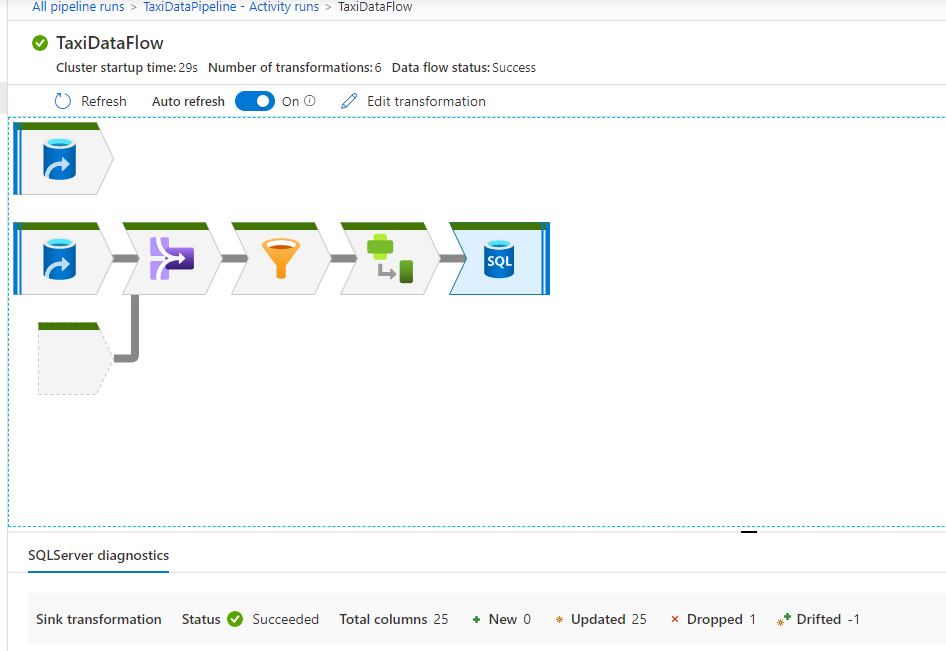 All pipeline runs > TaxiDataPipeline - Activity runs > TaxiDataFlow
TaxiDataFlow
Cluster startup time: 29s Number of transformations: 6 Data flow status: Success
Refresh Auto refresh On Edit transformation
SQL
SQLServer diagnostics
Sink transformation Status Succeeded Total columns 25 New 0 Updated 25 Dropped 1 Drifted -1